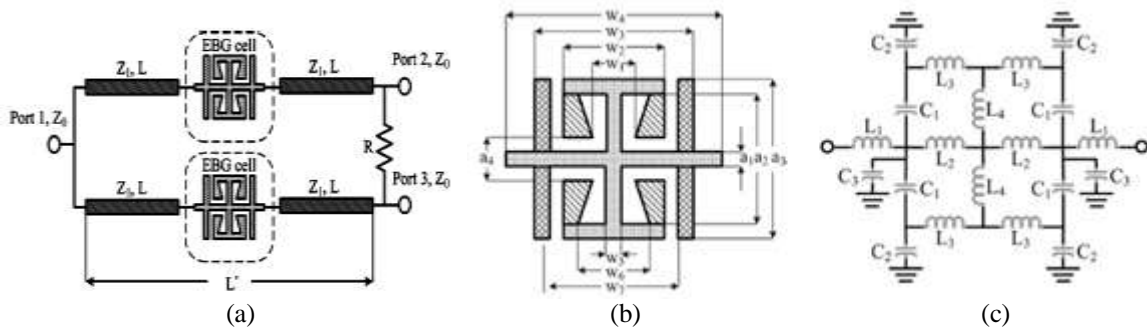 EBG cell
Z₁, L
Z₁, L
Port 2, Z₀
Port 1, Z₀
R
Z₁, L
Z₁, L
Port 3, Z₀
EBG cell
L'
(a)
w₄
w₃
w₂
w₁
a₄
a₁ a₂ a₃
w₅
w₆
w₇
(b)
C₂
C₂
L₃
L₃
C₁
L₄
C₁
L₁
L₁
L₂
L₂
C₃
C₁
L₄
C₁
C₃
C₂
L₃
L₃
C₂
(c)